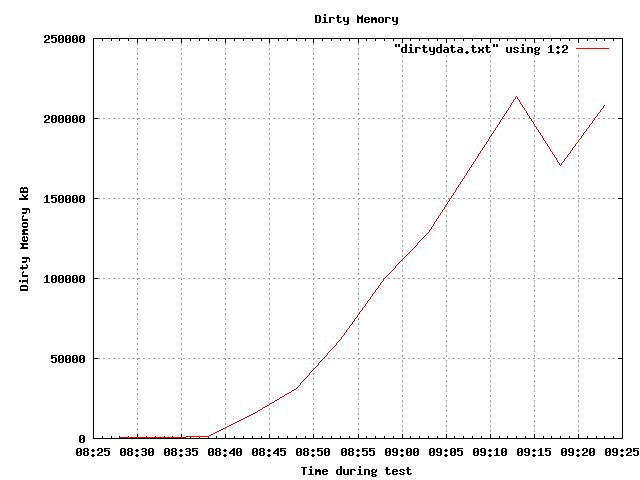 Dirty Memory
250000
"dirtydata.txt" using 1:2
200000
150000
Dirty Memory kB
100000
50000
0
08:25 08:30 08:35 08:40 08:45 08:50 08:55 09:00 09:05 09:10 09:15 09:20 09:25
Time during test